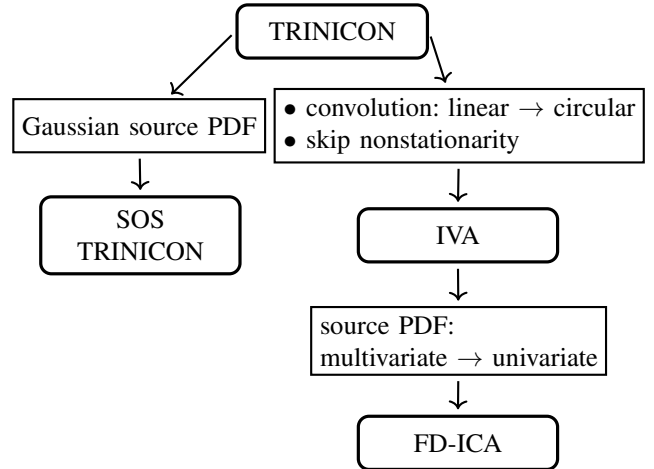 TRINICON
Gaussian source PDF
• convolution: linear → circular
• skip nonstationarity
SOS
TRINICON
IVA
source PDF:
multivariate → univariate
FD-ICA